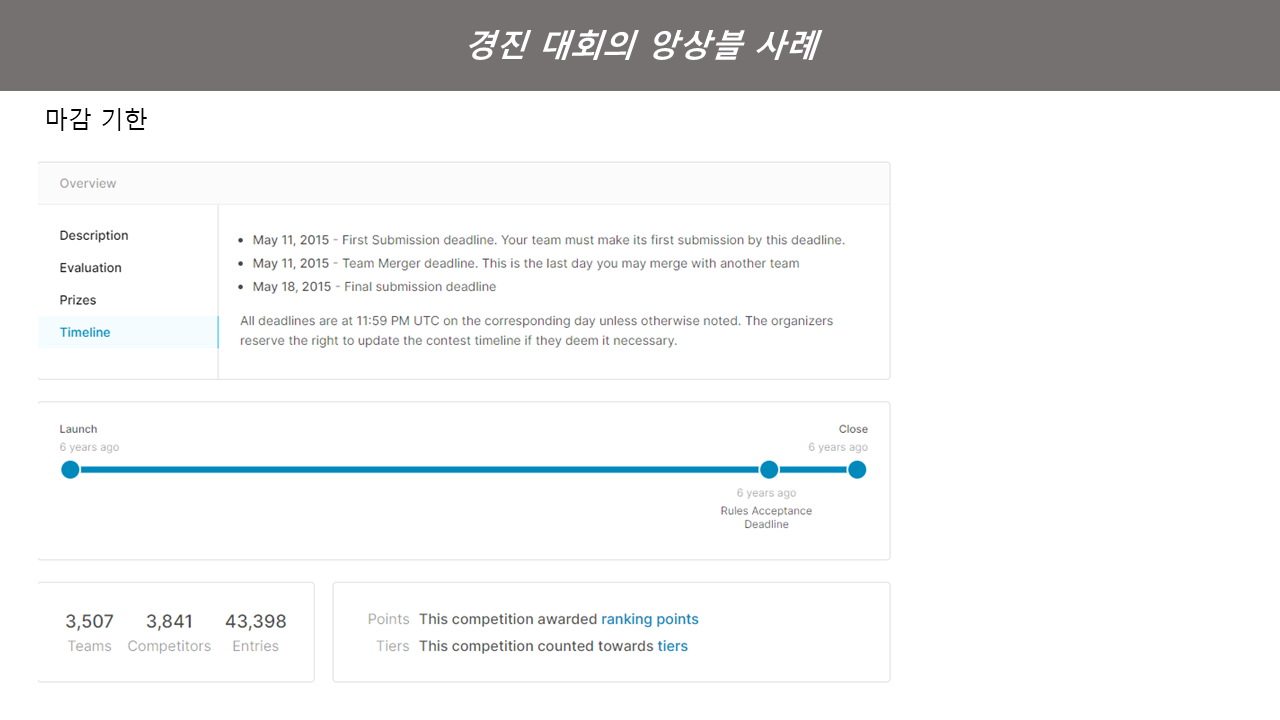 경진 대회의 앙상블 사례
마감 기한
Overview
Description
Evaluation
Prizes
Timeline
• May 11, 2015 - First Submission deadline. Your team must make its first submission by this deadline.
• May 11, 2015 - Team Merger deadline. This is the last day you may merge with another team
• May 18, 2015 - Final submission deadline
All deadlines are at 11:59 PM UTC on the corresponding day unless otherwise noted. The organizers
reserve the right to update the contest timeline if they deem it necessary.
Launch
6 years ago
Close
6 years ago
6 years ago
Rules Acceptance
Deadline
3,507 3,841 43,398
Teams Competitors Entries
Points This competition awarded ranking points
Tiers This competition counted towards tiers